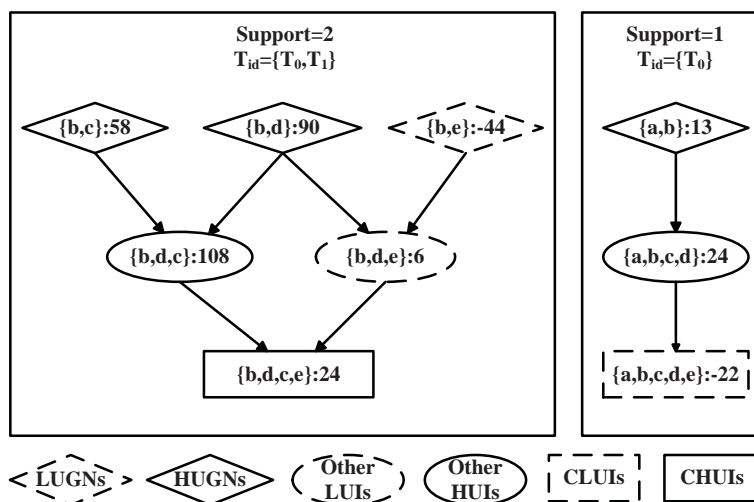 Support=2
T_id={T_0,T_1}
Support=1
T_id={T_0}
{b,c}:58
{b,d}:90
{b,e}:-44
{a,b}:13
{b,d,c}:108
{b,d,e}:6
{a,b,c,d}:24
{b,d,c,e}:24
{a,b,c,d,e}:-22
LUGNs
HUGNs
Other
LUIs
Other
HUIs
CLUIs
CHUIs